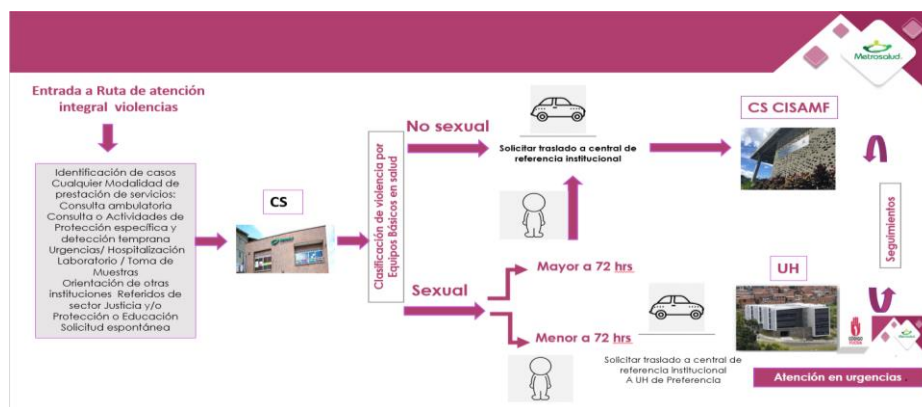 Metrosalud
Entrada a Ruta de atención
integral violencias
Identificación de casos
Cualquier Modalidad de
prestación de servicios:
Consulta ambulatoria
Consulta o Actividades de
Protección específica y
detección temprana
Urgencias/ Hospitalización
Laboratorio / Toma de
Muestras
Orientación de otras
instituciones Referidos de
sector Justicia y/o
Protección o Educación
Solicitud espontánea
CS
Clasificación de violencia por
Equipos Básicos en salud
No sexual
Solicitar traslado a central de
referencia institucional
CS CISAMF
Sexual
Mayor a 72 hrs
Menor a 72 hrs
Solicitar traslado a central de
referencia institucional
A UH de Preferencia
UH
Seguimientos
Metrosalud
Atención en urgencias .